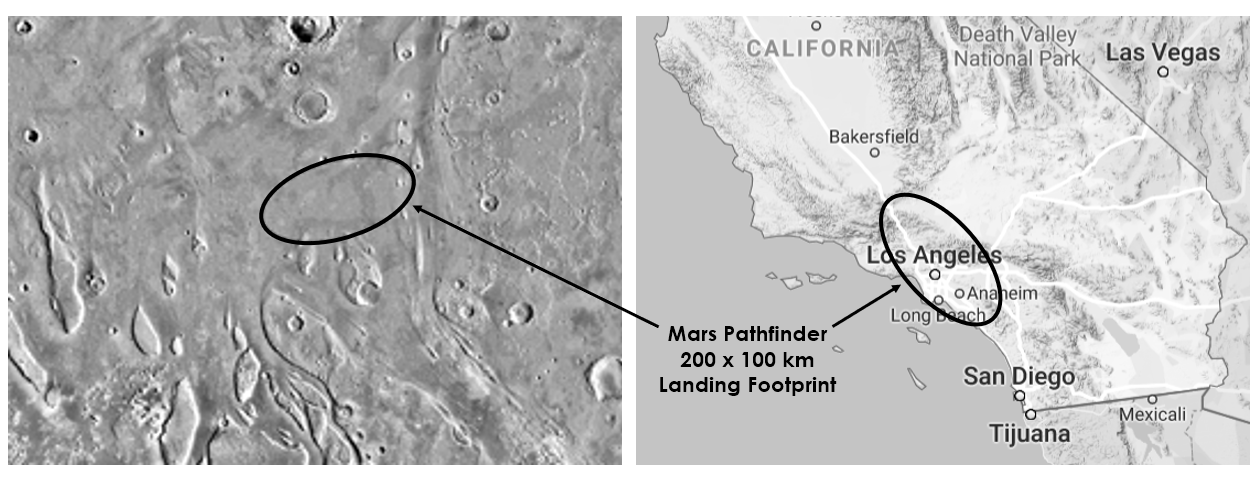 CALIFORNIA
Death Valley
National Park
Las Vegas
Bakersfield
Los Angeles
Anaheim
Long Beach
Mars Pathfinder
200 x 100 km
Landing Footprint
San Diego
Mexicali
Tijuana